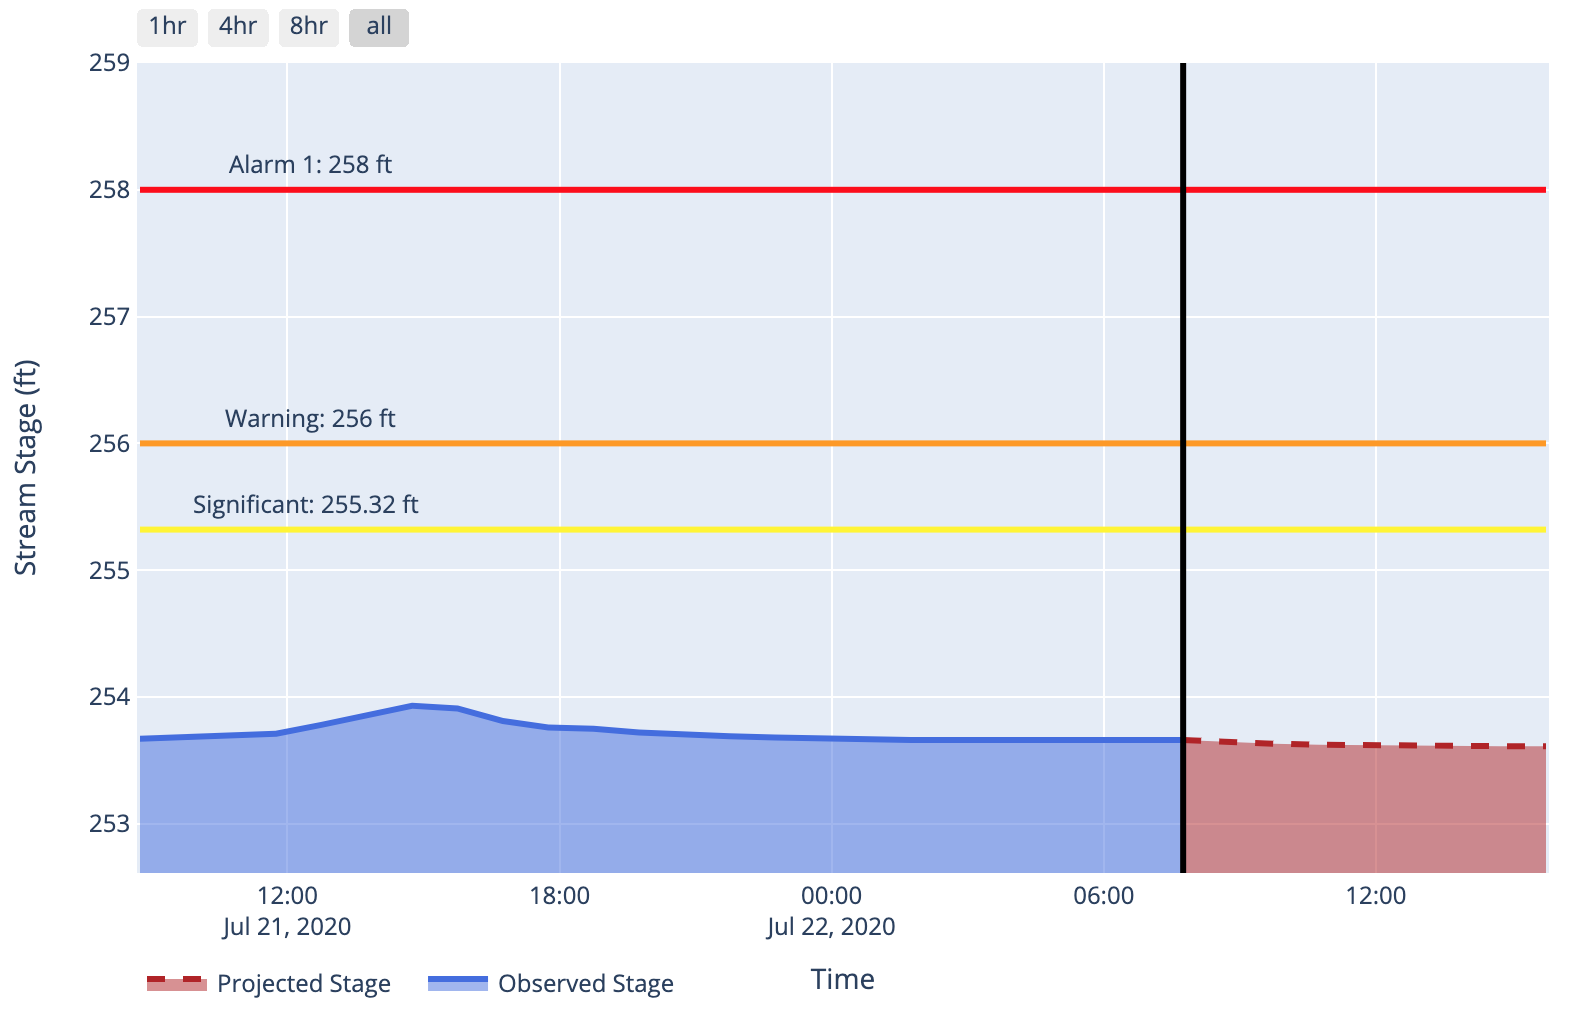 1hr 4hr 8hr all
259
Alarm 1: 258 ft
258
257
Warning: 256 ft
256
Significant: 255.32 ft
255
254
253
Stream Stage (ft)
12:00 18:00 00:00 06:00 12:00
Jul 21, 2020 Jul 22, 2020
Time
Projected Stage Observed Stage